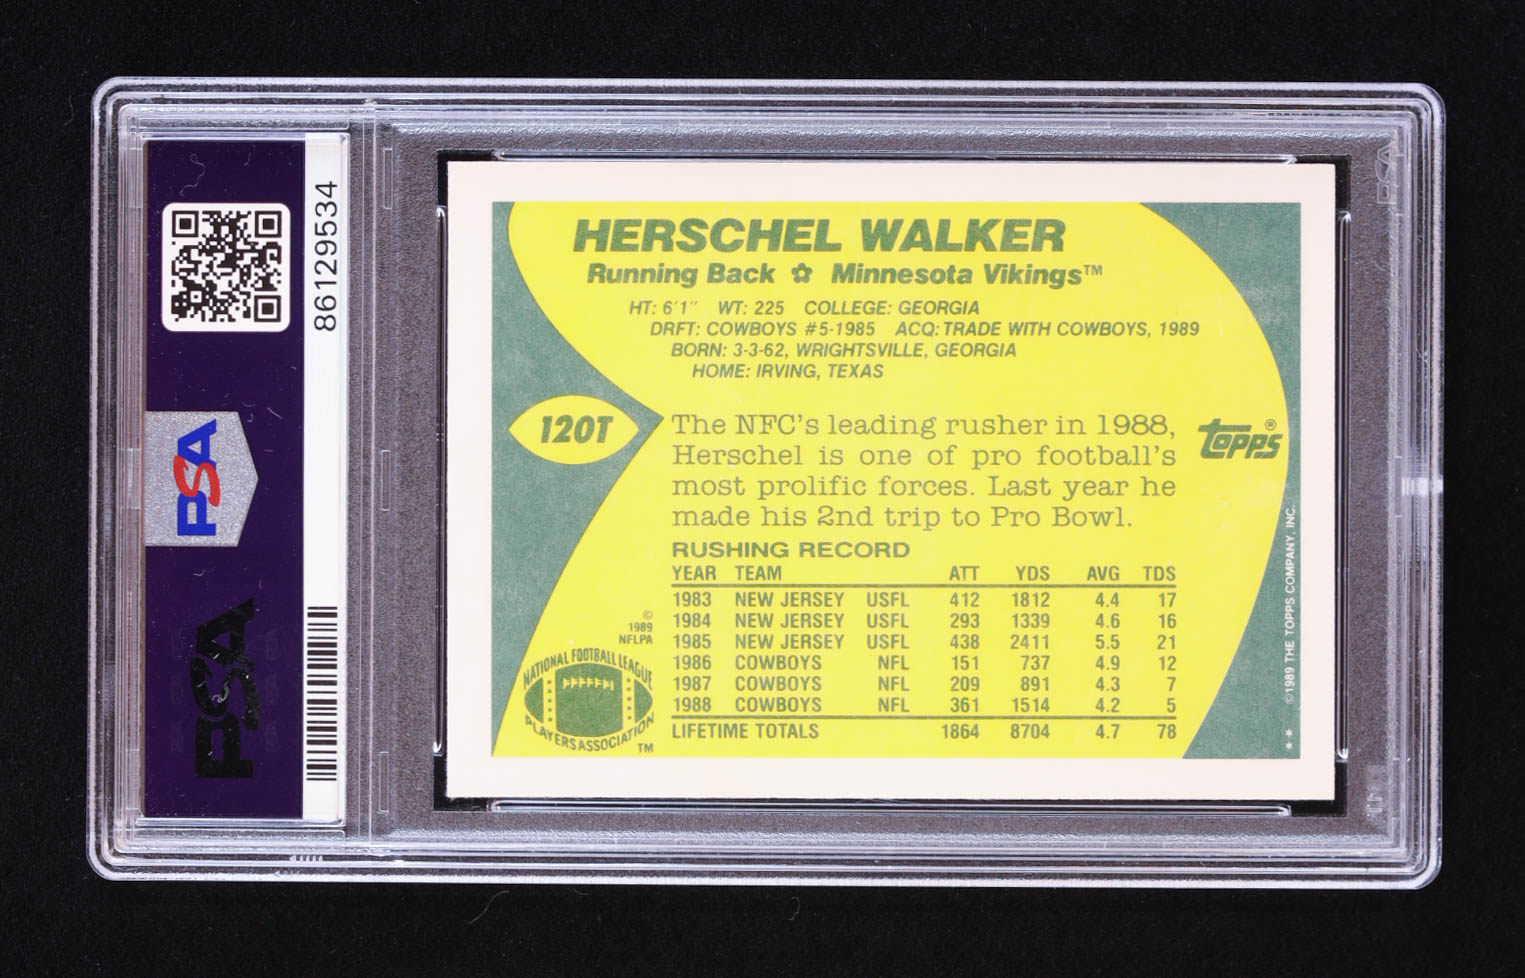 HERSCHEL WALKER
Running Back ✿ Minnesota Vikings™
HT: 6'1" WT: 225 COLLEGE: GEORGIA
DRFT: COWBOYS #5-1985 ACQ: TRADE WITH COWBOYS, 1989
BORN: 3-3-62, WRIGHTSVILLE, GEORGIA
HOME: IRVING, TEXAS
120T
The NFC's leading rusher in 1988,
Herschel is one of pro football's
most prolific forces. Last year he
made his 2nd trip to Pro Bowl.
TOPPS®
RUSHING RECORD
YEAR TEAM ATT YDS AVG TDS
1983 NEW JERSEY USFL 412 1812 4.4 17
1984 NEW JERSEY USFL 293 1339 4.6 16
1985 NEW JERSEY USFL 438 2411 5.5 21
1986 COWBOYS NFL 151 737 4.9 12
1987 COWBOYS NFL 209 891 4.3 7
1988 COWBOYS NFL 361 1514 4.2 5
LIFETIME TOTALS 1864 8704 4.7 78
©
1989
NFLPA
NATIONAL FOOTBALL LEAGUE
PLAYERS ASSOCIATION
™
** ©1989 THE TOPPS COMPANY, INC.
86129534
PSA
PSA
PSA